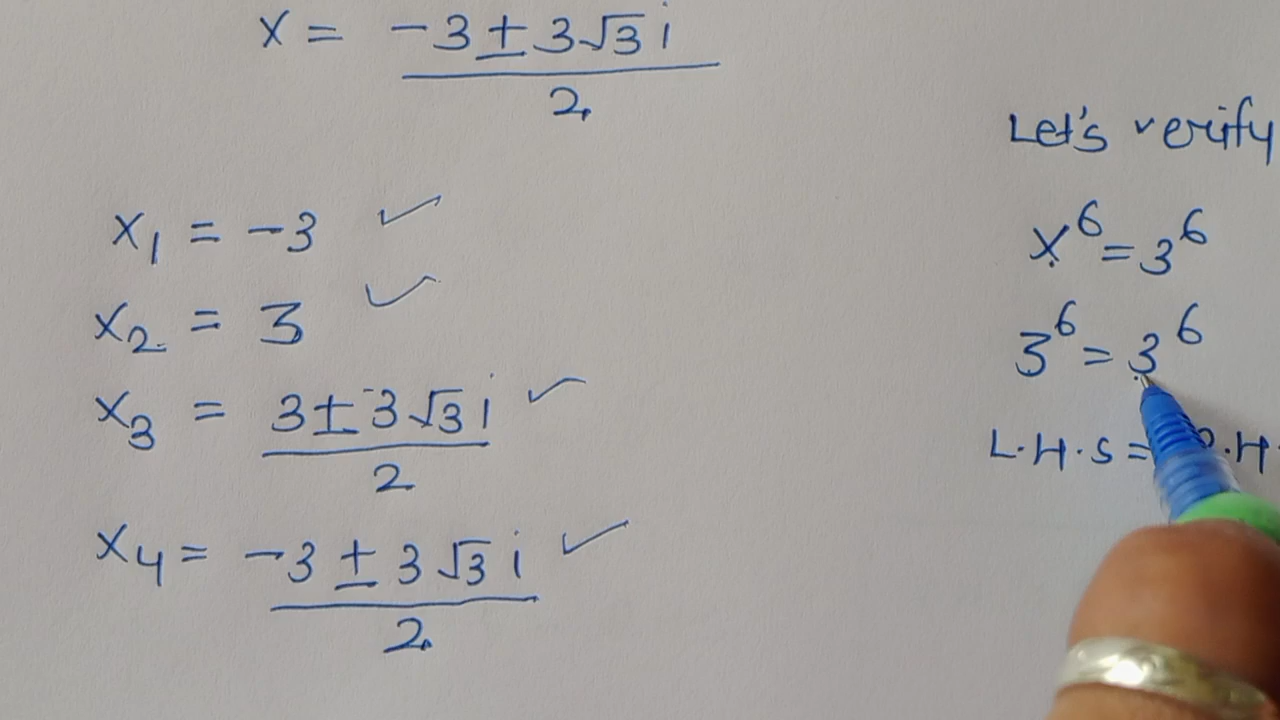 x = -3 ± 3√3 i
2
x₁ = -3 ✓
x₂ = 3 ✓
x₃ = 3 ± 3√3 i ✓
2
x₄ = -3 ± 3√3 i ✓
2
Let's verify
x⁶ = 3⁶
3⁶ = 3⁶
L.H.S = .H.